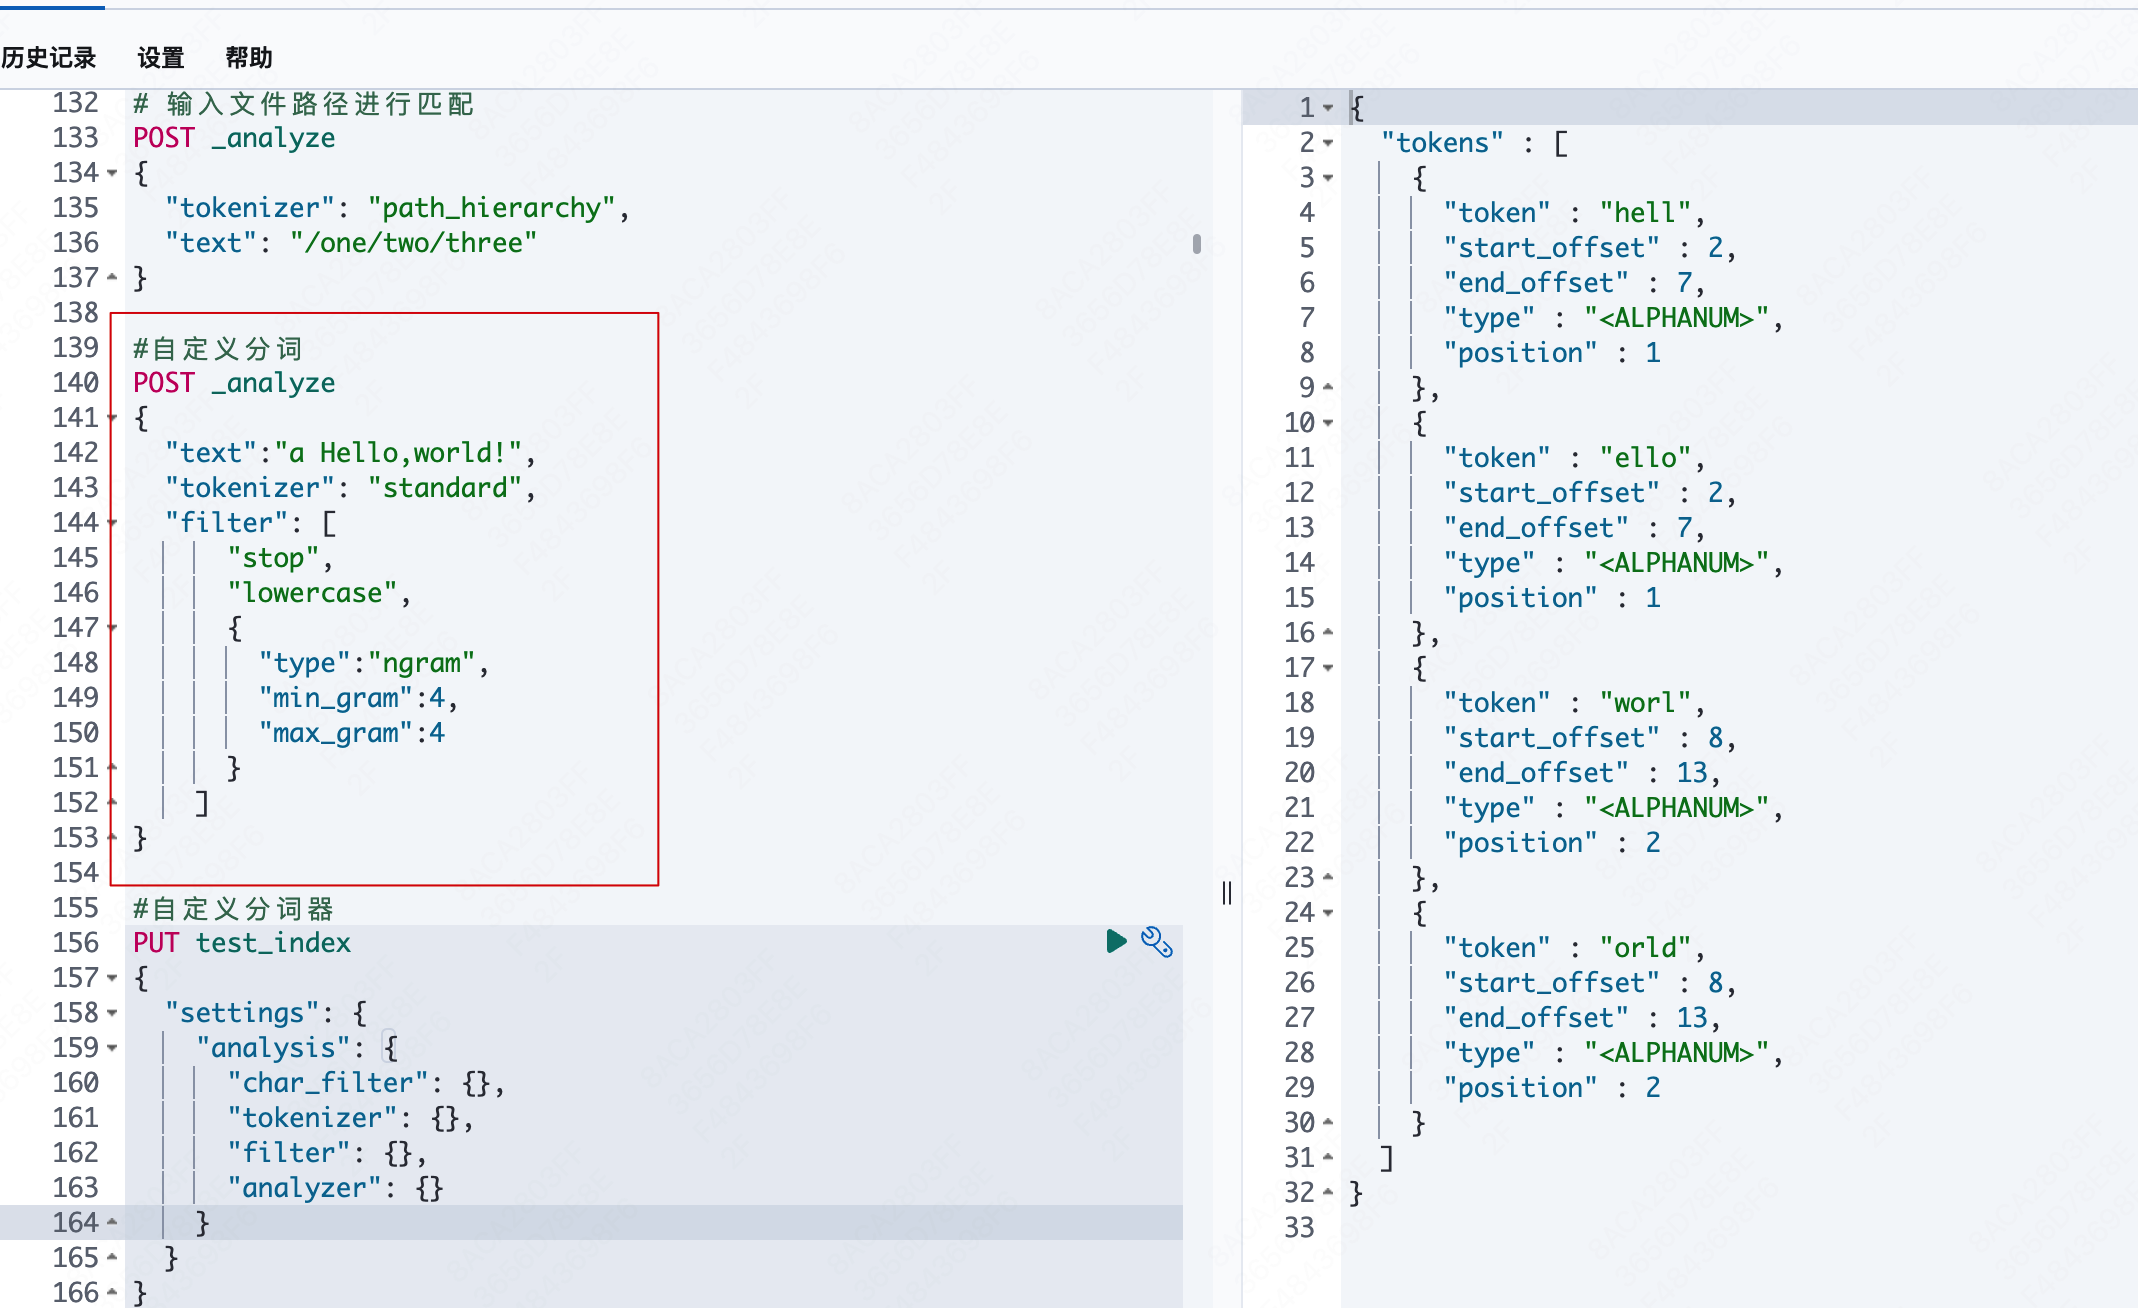 历史记录 设置 帮助
132 # 输入文件路径进行匹配
133 POST _analyze
134 {
135 "tokenizer": "path_hierarchy",
136 "text": "/one/two/three"
137 }
138
139 #自定义分词
140 POST _analyze
141 {
142 "text":"a Hello,world!",
143 "tokenizer": "standard",
144 "filter": [
145 "stop",
146 "lowercase",
147 {
148 "type":"ngram",
149 "min_gram":4,
150 "max_gram":4
151 }
152 ]
153 }
154
155 #自定义分词器
156 PUT test_index
157 {
158 "settings": {
159 "analysis": {
160 "char_filter": {},
161 "tokenizer": {},
162 "filter": {},
163 "analyzer": {}
164 }
165 }
166 }
1 {
2 "tokens" : [
3 {
4 "token" : "hell",
5 "start_offset" : 2,
6 "end_offset" : 7,
7 "type" : "<ALPHANUM>",
8 "position" : 1
9 },
10 {
11 "token" : "ello",
12 "start_offset" : 2,
13 "end_offset" : 7,
14 "type" : "<ALPHANUM>",
15 "position" : 1
16 },
17 {
18 "token" : "worl",
19 "start_offset" : 8,
20 "end_offset" : 13,
21 "type" : "<ALPHANUM>",
22 "position" : 2
23 },
24 {
25 "token" : "orld",
26 "start_offset" : 8,
27 "end_offset" : 13,
28 "type" : "<ALPHANUM>",
29 "position" : 2
30 }
31 ]
32 }
33